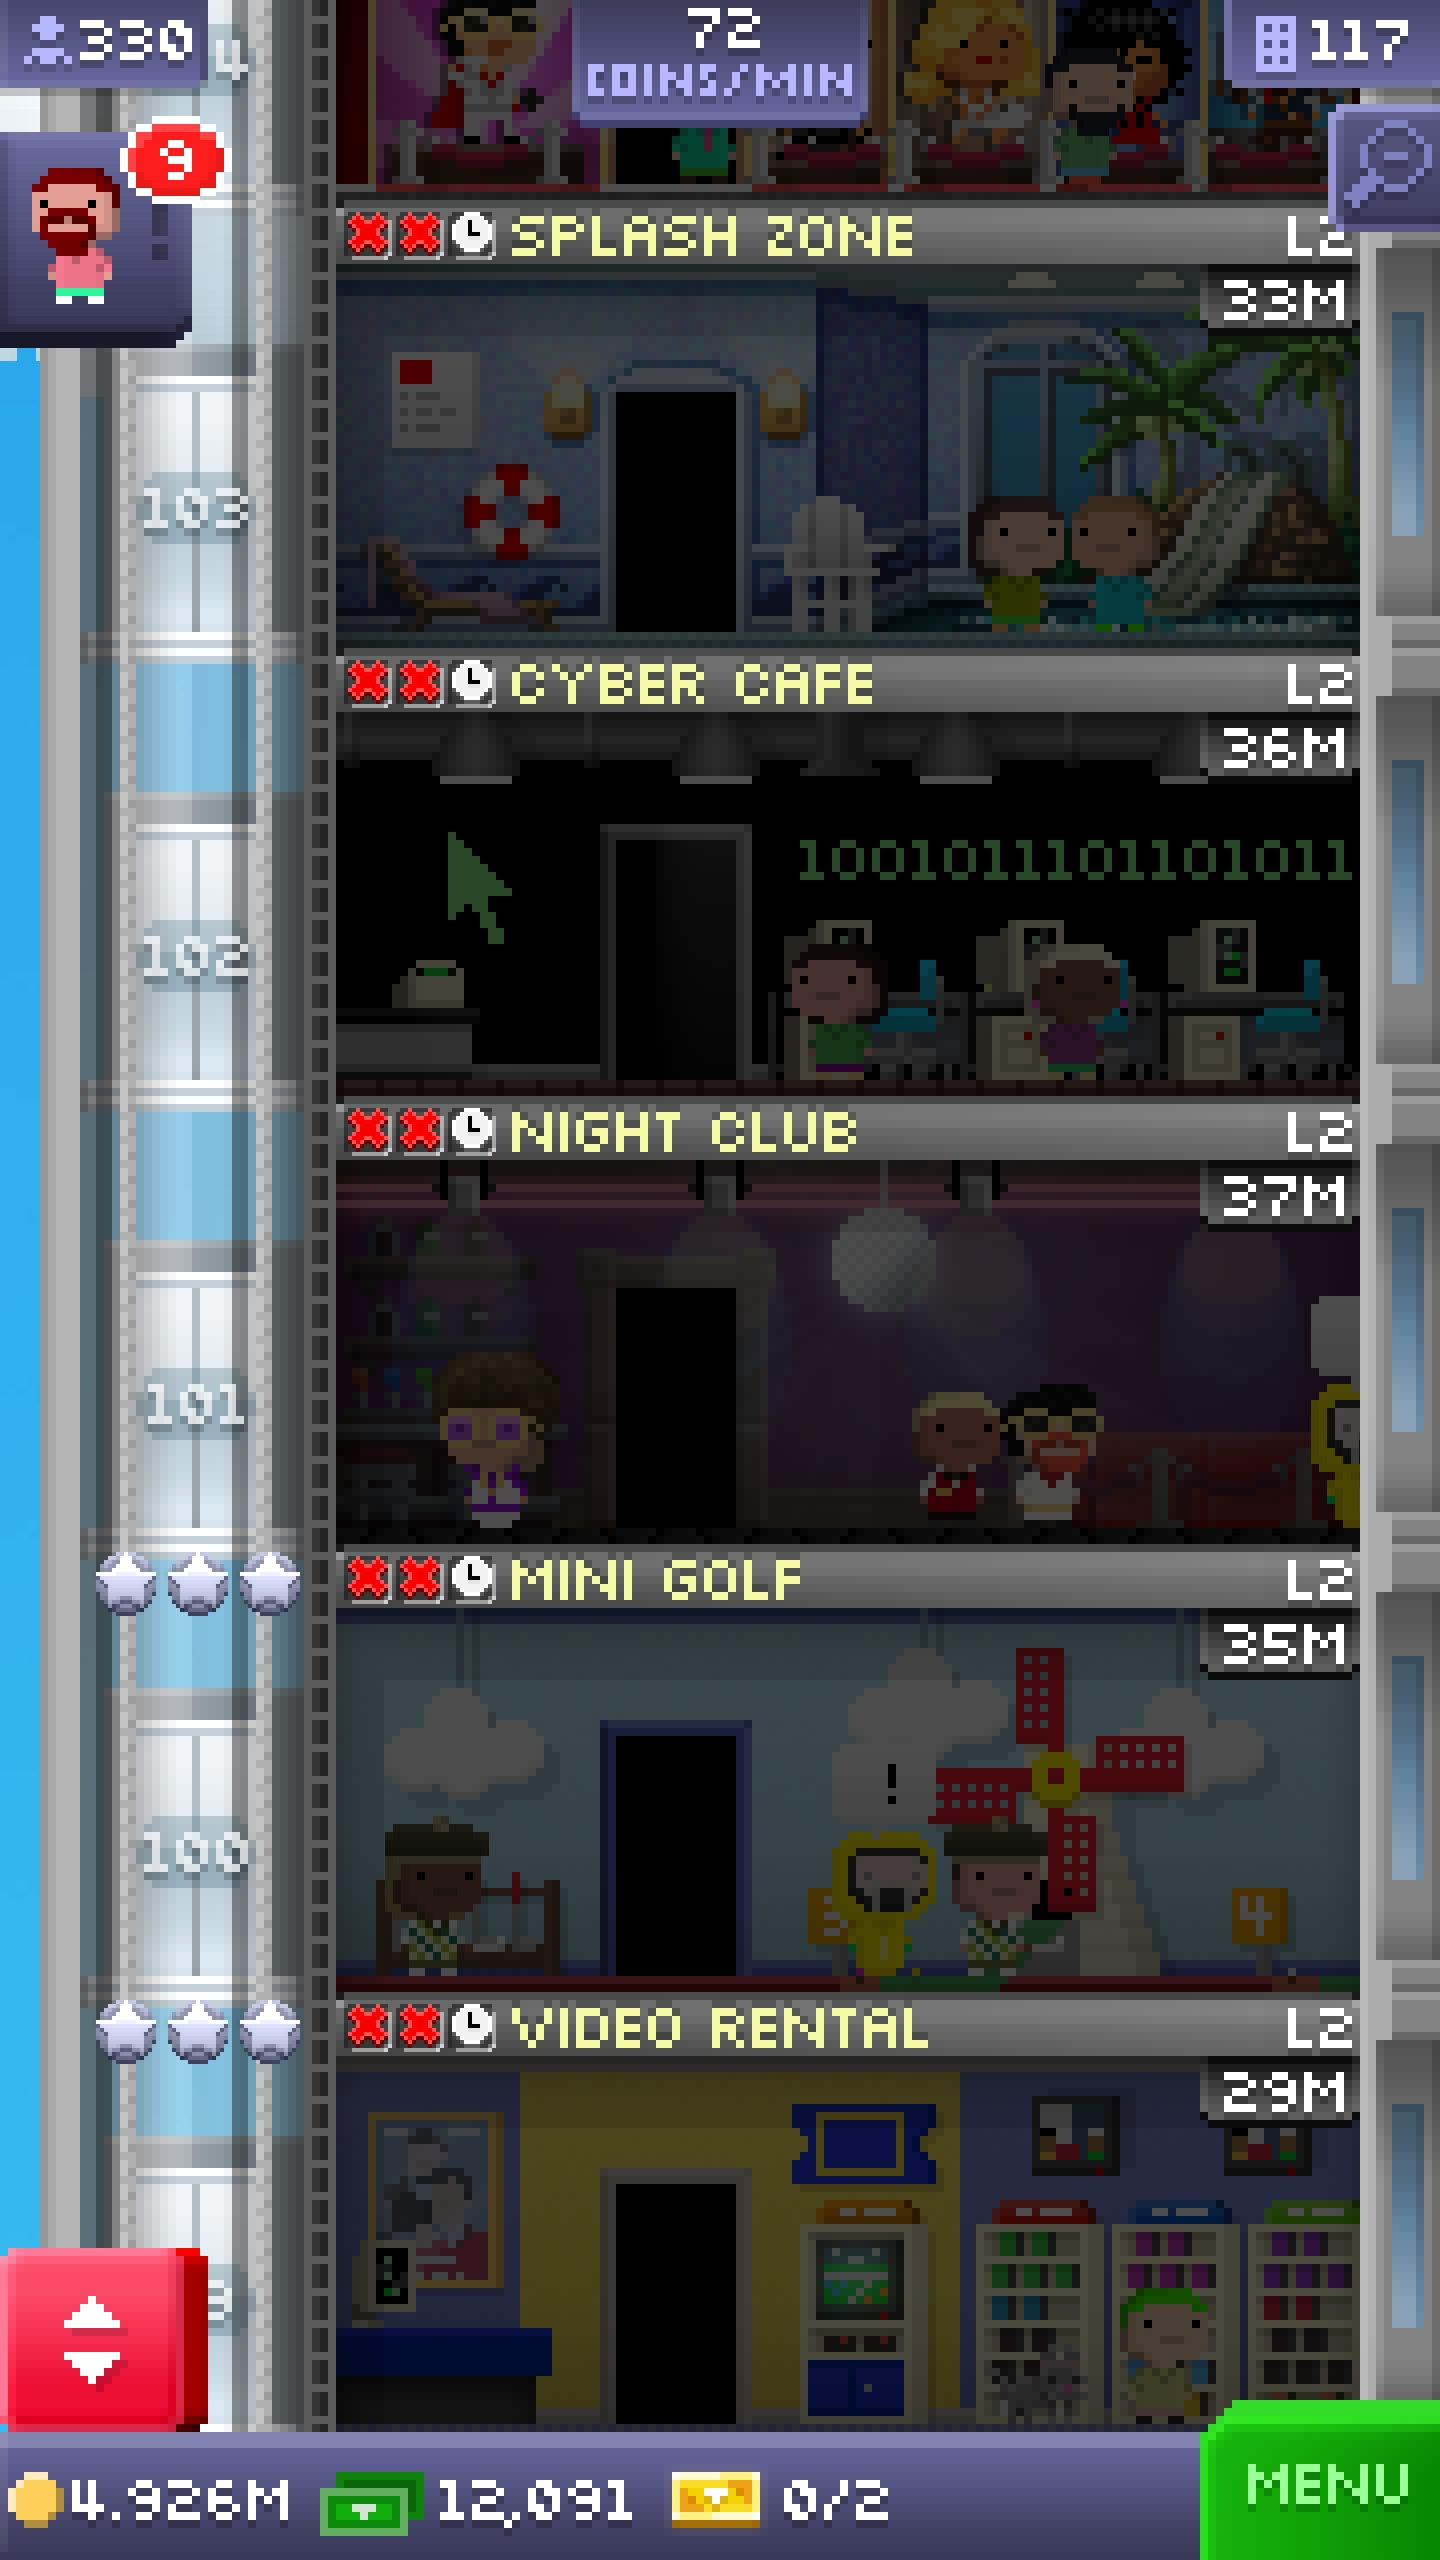 330
72
COINS/MIN
117
4
9
SPLASH ZONE
L2
33M
103
CYBER CAFE
L2
36M
100101110110101011
102
NIGHT CLUB
L2
37M
101
MINI GOLF
L2
35M
!
100
4
VIDEO RENTAL
L2
29M
4.926M
12,091
0/2
MENU